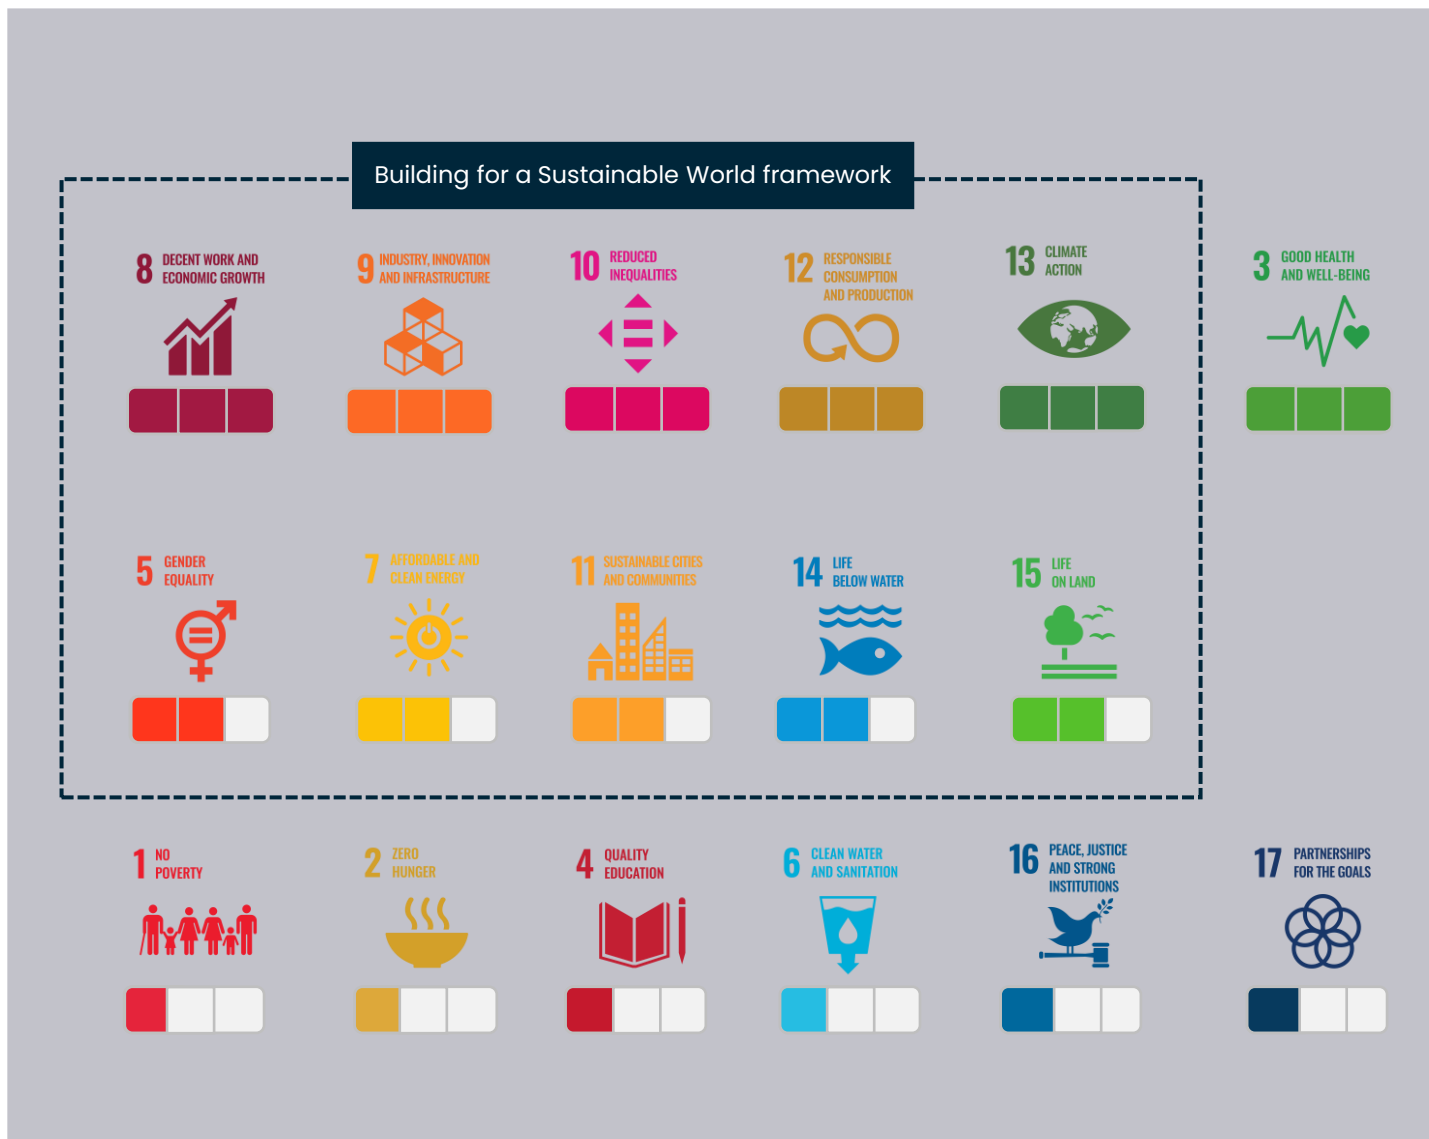 Building for a Sustainable World framework
8 DECENT WORK AND
ECONOMIC GROWTH
9 INDUSTRY, INNOVATION
AND INFRASTRUCTURE
10 REDUCED
INEQUALITIES
12 RESPONSIBLE
CONSUMPTION
AND PRODUCTION
13 CLIMATE
ACTION
3 GOOD HEALTH
AND WELL-BEING
5 GENDER
EQUALITY
7 AFFORDABLE AND
CLEAN ENERGY
11 SUSTAINABLE CITIES
AND COMMUNITIES
14 LIFE
BELOW WATER
15 LIFE
ON LAND
1 NO
POVERTY
2 ZERO
HUNGER
4 QUALITY
EDUCATION
6 CLEAN WATER
AND SANITATION
16 PEACE, JUSTICE
AND STRONG
INSTITUTIONS
17 PARTNERSHIPS
FOR THE GOALS